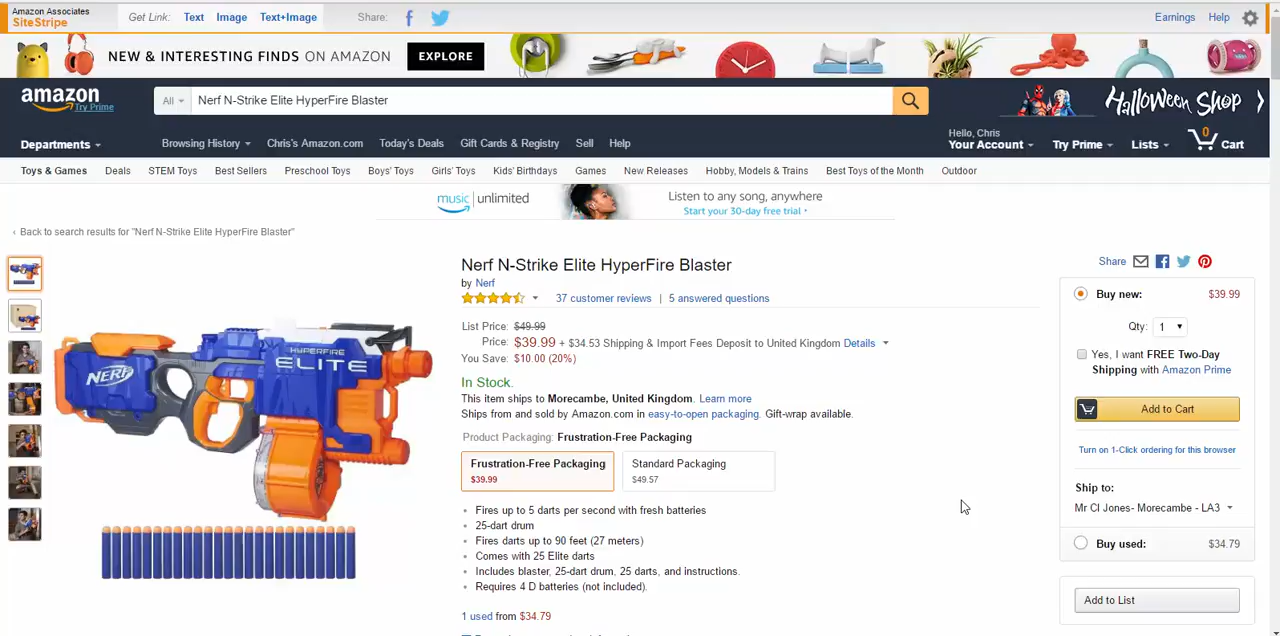 Amazon Associates
SiteStripe
Get Link: Text Image Text+Image Share: Earnings Help
NEW & INTERESTING FINDS ON AMAZON EXPLORE
amazon
Try Prime
All Nerf N-Strike Elite HyperFire Blaster
Halloween Shop
Departments Browsing History Chris's Amazon.com Today's Deals Gift Cards & Registry Sell Help
Hello, Chris
Your Account Try Prime Lists 0 Cart
Toys & Games Deals STEM Toys Best Sellers Preschool Toys Boys' Toys Girls' Toys Kids' Birthdays Games New Releases Hobby, Models & Trains Best Toys of the Month Outdoor
music unlimited Listen to any song, anywhere
Start your 30-day free trial
‹ Back to search results for "Nerf N-Strike Elite HyperFire Blaster"
NERF
HYPERFIRE
ELITE
Nerf N-Strike Elite HyperFire Blaster
by Nerf
37 customer reviews | 5 answered questions
List Price: $49.99
Price: $39.99 + $34.53 Shipping & Import Fees Deposit to United Kingdom Details
You Save: $10.00 (20%)
In Stock.
This item ships to Morecambe, United Kingdom. Learn more
Ships from and sold by Amazon.com in easy-to-open packaging. Gift-wrap available.
Product Packaging: Frustration-Free Packaging
Frustration-Free Packaging
$39.99
Standard Packaging
$49.57
Fires up to 5 darts per second with fresh batteries
25-dart drum
Fires darts up to 90 feet (27 meters)
Comes with 25 Elite darts
Includes blaster, 25-dart drum, 25 darts, and instructions.
Requires 4 D batteries (not included).
1 used from $34.79
Share
Buy new: $39.99
Qty: 1
Yes, I want FREE Two-Day
Shipping with Amazon Prime
Add to Cart
Turn on 1-Click ordering for this browser
Ship to:
Mr CI Jones- Morecambe - LA3
Buy used: $34.79
Add to List